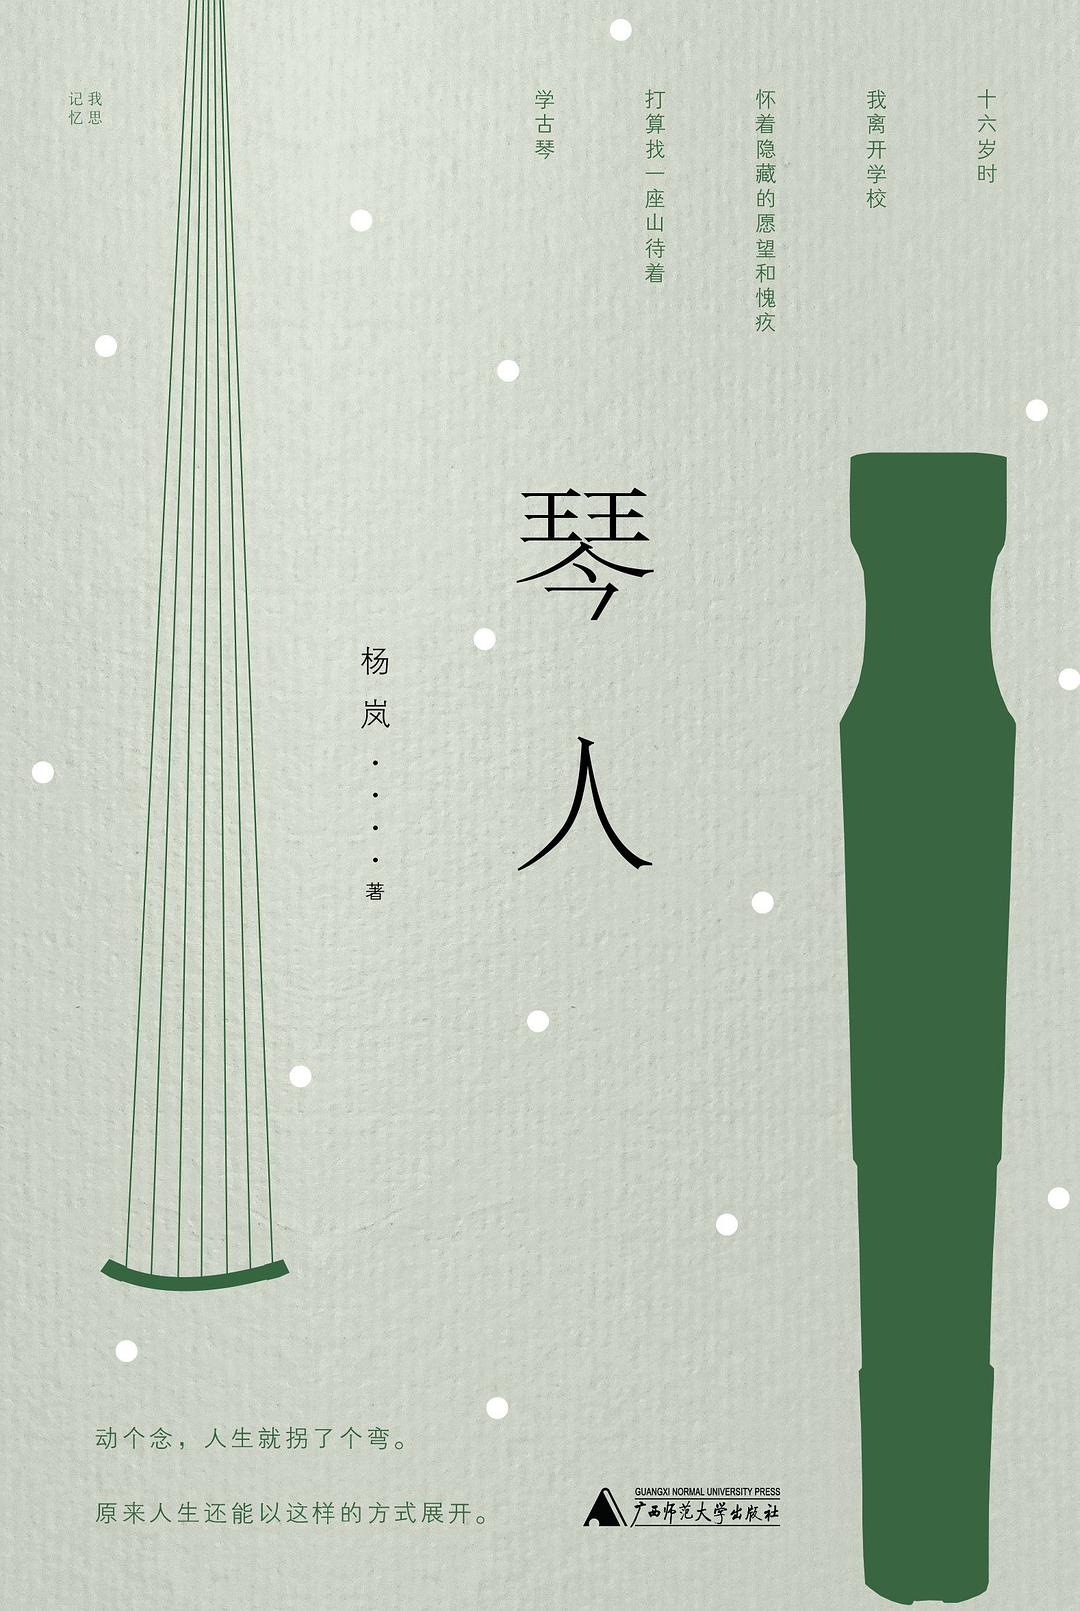 十六岁时
我离开学校
怀着隐藏的愿望和愧疚
打算找一座山待着
学古琴
我思
记忆
琴人
杨岚····著
动个念，人生就拐了个弯。
原来人生还能以这样的方式展开。
GUANGXI NORMAL UNIVERSITY PRESS
广西师范大学出版社